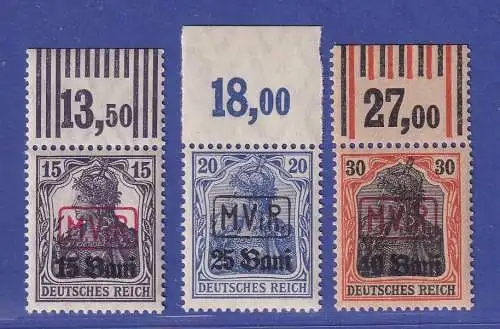 13,50
18,00
27,00
15 15
M.V.R
15 Bani
DEUTSCHES REICH
20 20
M.V.R
25 Bani
DEUTSCHES REICH
30 30
M.V.R
Bani
DEUTSCHES REICH